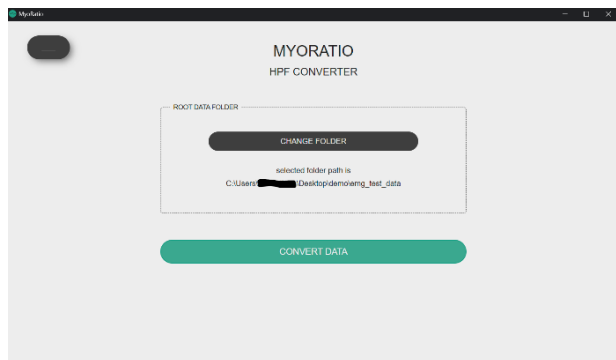 MyoRatio
MYORATIO
HPF CONVERTER
ROOT DATA FOLDER
CHANGE FOLDER
selected folder path is
C:\Users\ \Desktop\demo\emg_test_data
CONVERT DATA